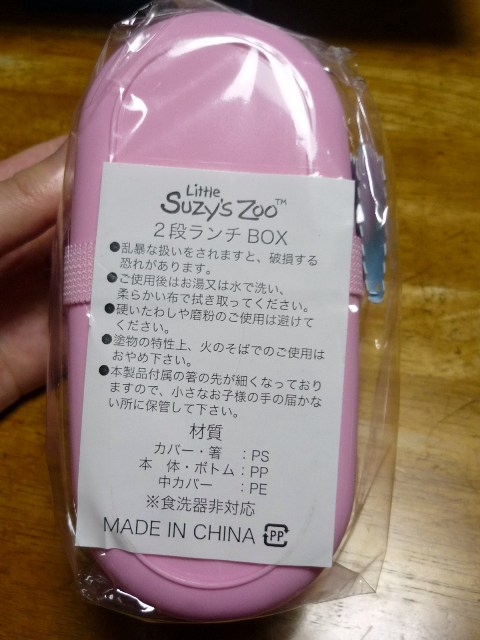 Little
Suzy's Zoo™
2段ランチBOX
●乱暴な扱いをされますと、破損する
恐れがあります。
●ご使用後はお湯又は水で洗い、
柔らかい布で拭き取ってください。
●硬いたわしや磨粉のご使用は避けて
ください。
●塗物の特性上、火のそばでのご使用は
おやめ下さい。
●本製品付属の箸の先が細くなっており
ますので、小さなお子様の手の届かな
い所に保管して下さい。
材質
カバー・箸 :PS
本 体・ボトム:PP
中カバー :PE
※食洗器非対応
MADE IN CHINA PP